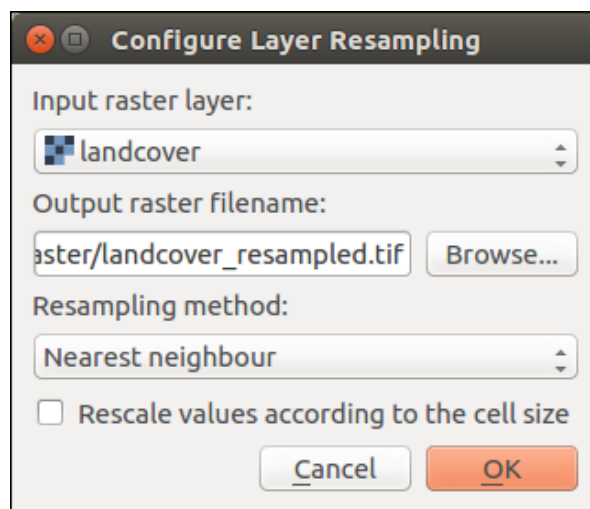 Configure Layer Resampling
Input raster layer:
landcover
Output raster filename:
aster/landcover_resampled.tif Browse...
Resampling method:
Nearest neighbour
Rescale values according to the cell size
Cancel OK